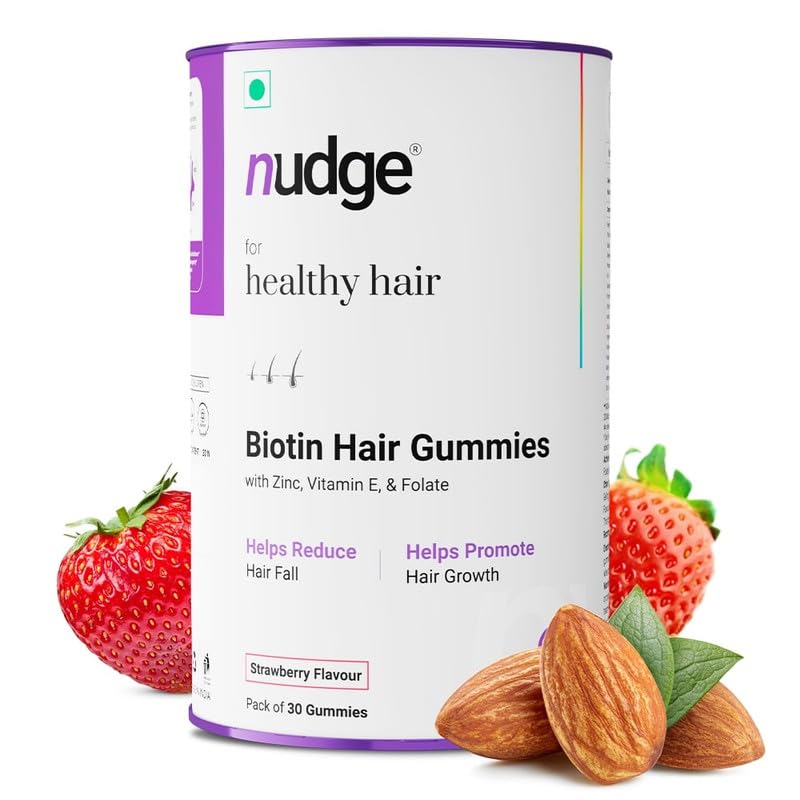 nudge®
for
healthy hair
Biotin Hair Gummies
with Zinc, Vitamin E, & Folate
Helps Reduce
Hair Fall
Helps Promote
Hair Growth
Strawberry Flavour
Pack of 30 Gummies